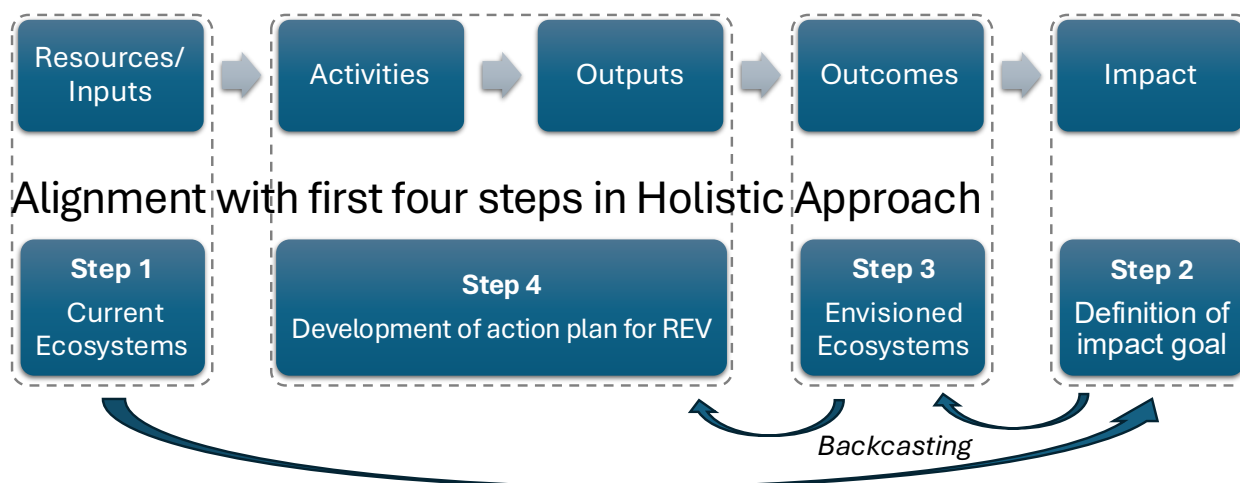 Resources/
Inputs
Activities
Outputs
Outcomes
Impact
Alignment with first four steps in Holistic Approach
Step 1
Current
Ecosystems
Step 4
Development of action plan for REV
Step 3
Envisioned
Ecosystems
Step 2
Definition of
impact goal
Backcasting